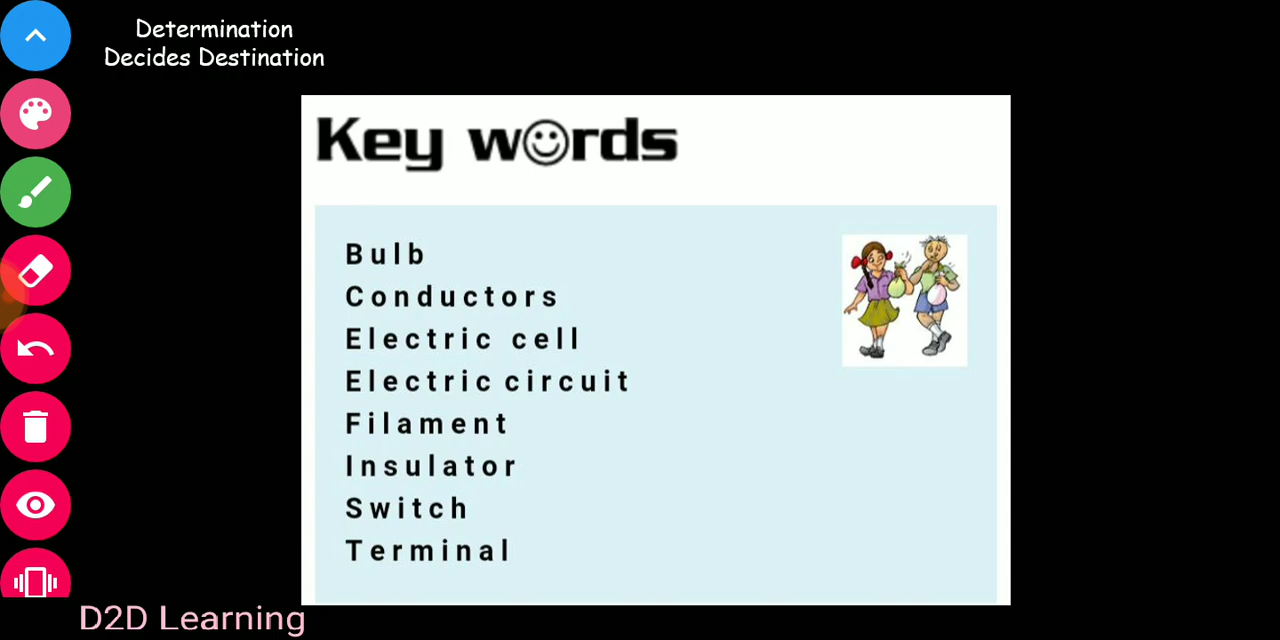 Determination
Decides Destination
Key words
Bulb
Conductors
Electric cell
Electric circuit
Filament
Insulator
Switch
Terminal
D2D Learning